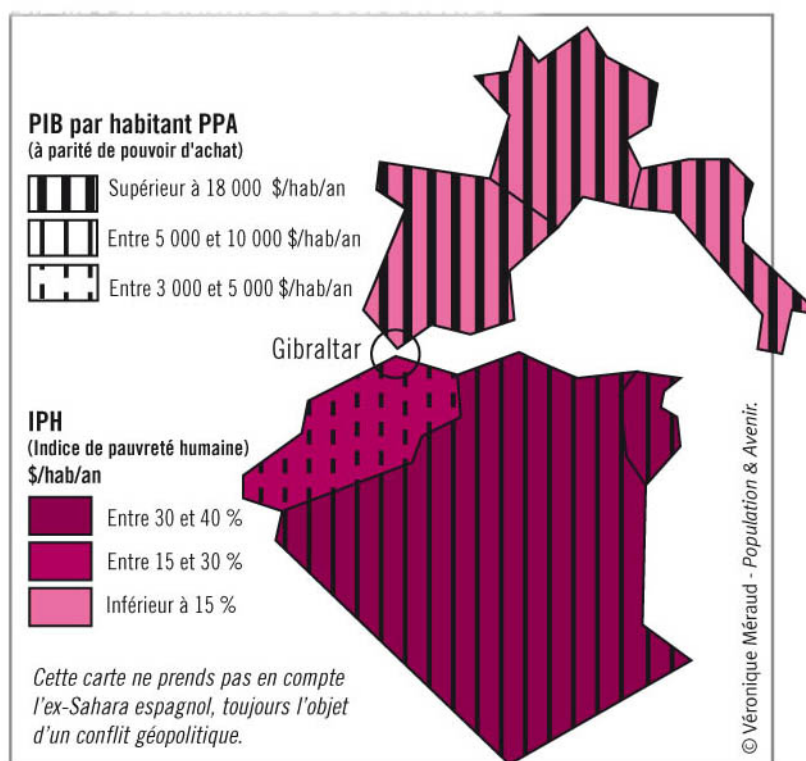 PIB par habitant PPA
(à parité de pouvoir d'achat)
Supérieur à 18 000 $/hab/an
Entre 5 000 et 10 000 $/hab/an
Entre 3 000 et 5 000 $/hab/an
Gibraltar
IPH
(Indice de pauvreté humaine)
$/hab/an
Entre 30 et 40 %
Entre 15 et 30 %
Inférieur à 15 %
Cette carte ne prends pas en compte
l'ex-Sahara espagnol, toujours l'objet
d'un conflit géopolitique.
© Véronique Méraud - Population & Avenir.